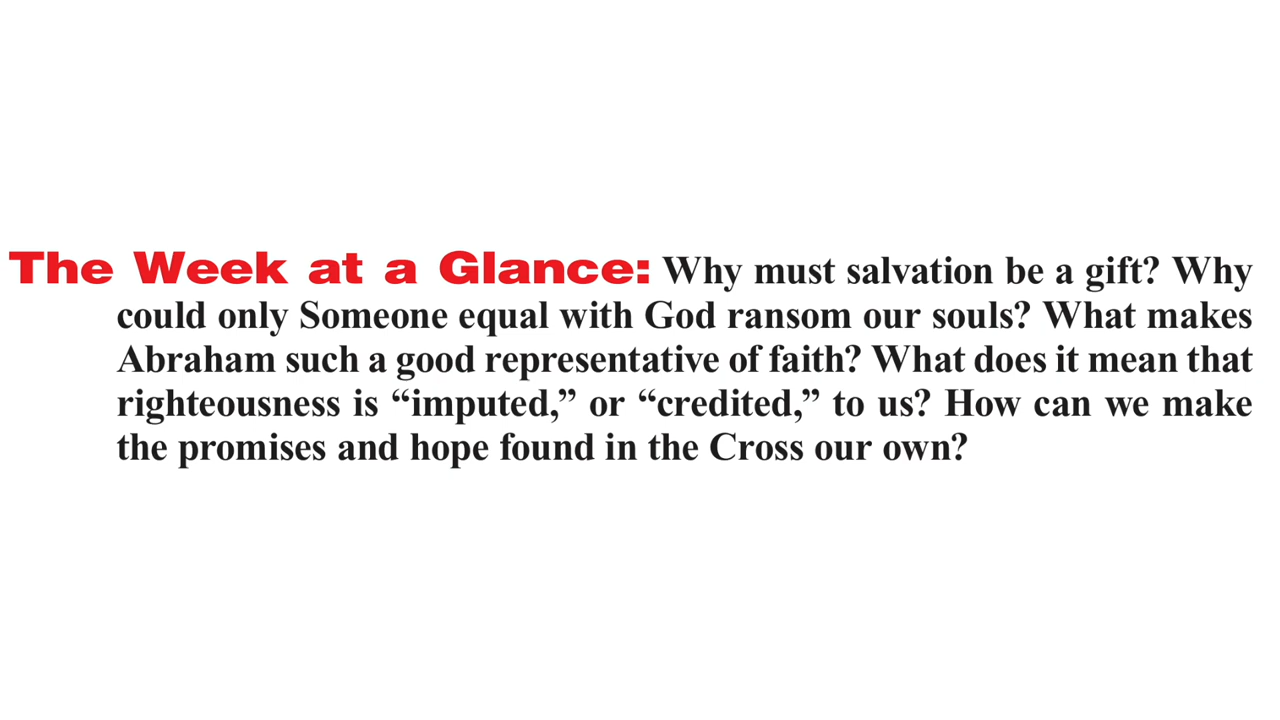 The Week at a Glance: Why must salvation be a gift? Why
could only Someone equal with God ransom our souls? What makes
Abraham such a good representative of faith? What does it mean that
righteousness is “imputed,” or “credited,” to us? How can we make
the promises and hope found in the Cross our own?